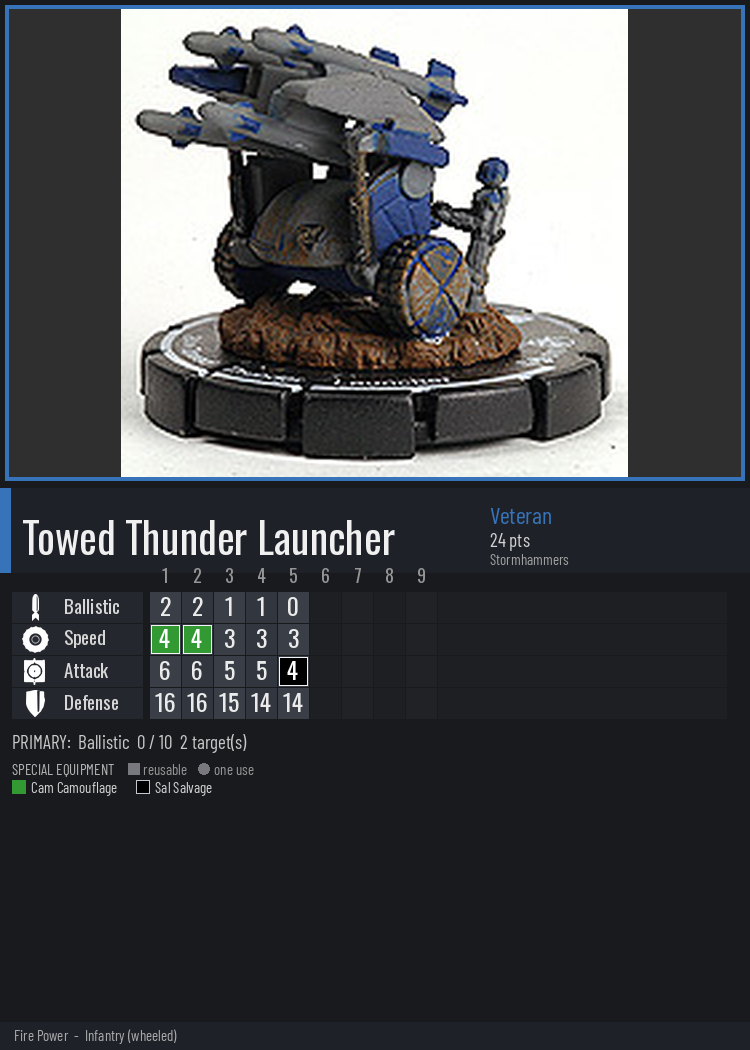 Launcher
Towed Thunder Launcher
Veteran
24 pts
Stormhammers
1 2 3 4 5 6 7 8 9
Ballistic 2 2 1 1 0
Speed 4 4 3 3 3
Attack 6 6 5 5 4
Defense 16 16 15 14 14
PRIMARY: Ballistic 0 / 10 2 target(s)
SPECIAL EQUIPMENT reusable one use
Cam Camouflage Sal Salvage
Fire Power - Infantry (wheeled)